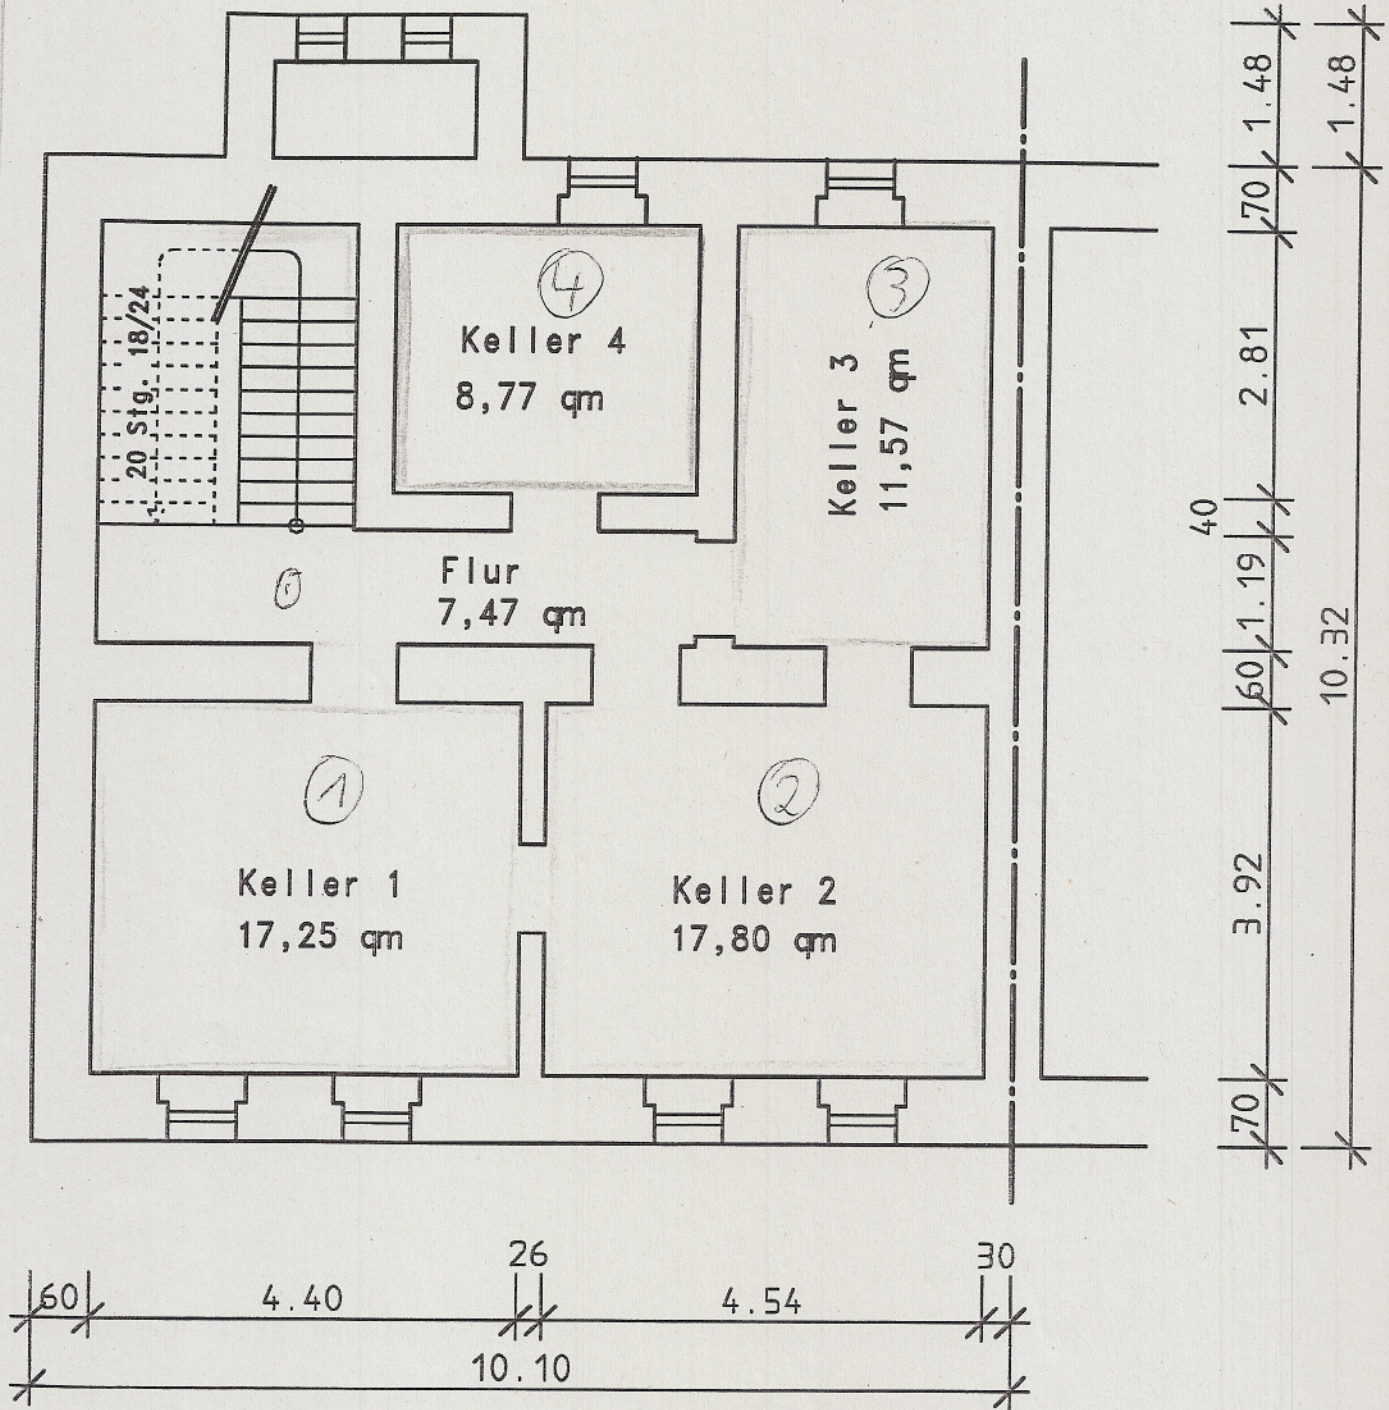 1.48
1.48
,70
2.81
40
1.19
,60
10.32
3.92
,70
4
Keller 4
8,77 qm
3
Keller 3
11,57 qm
20 Stg. 18/24
Flur
7,47 qm
1
Keller 1
17,25 qm
2
Keller 2
17,80 qm
26
30
,60
4.40
4.54
10.10